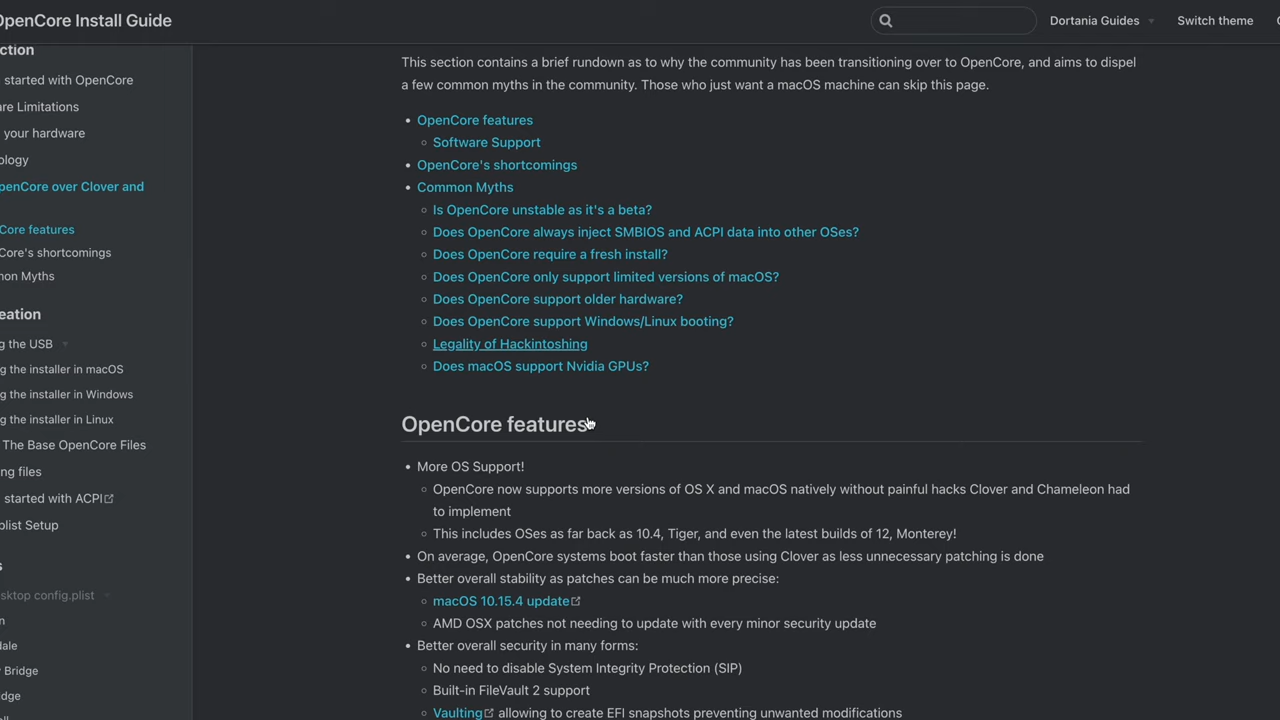 OpenCore Install Guide
Dortania Guides
Switch theme
ction
started with OpenCore
are Limitations
your hardware
ology
penCore over Clover and
Core features
Core's shortcomings
non Myths
eation
g the USB
g the installer in macOS
g the installer in Windows
g the installer in Linux
The Base OpenCore Files
ng files
started with ACPI
plist Setup
s
sktop config.plist
n
dale
Bridge
idge
This section contains a brief rundown as to why the community has been transitioning over to OpenCore, and aims to dispel
a few common myths in the community. Those who just want a macOS machine can skip this page.
• OpenCore features
◦ Software Support
• OpenCore's shortcomings
• Common Myths
◦ Is OpenCore unstable as it's a beta?
◦ Does OpenCore always inject SMBIOS and ACPI data into other OSes?
◦ Does OpenCore require a fresh install?
◦ Does OpenCore only support limited versions of macOS?
◦ Does OpenCore support older hardware?
◦ Does OpenCore support Windows/Linux booting?
◦ Legality of Hackintoshing
◦ Does macOS support Nvidia GPUs?
OpenCore features
• More OS Support!
◦ OpenCore now supports more versions of OS X and macOS natively without painful hacks Clover and Chameleon had
to implement
◦ This includes OSes as far back as 10.4, Tiger, and even the latest builds of 12, Monterey!
• On average, OpenCore systems boot faster than those using Clover as less unnecessary patching is done
• Better overall stability as patches can be much more precise:
◦ macOS 10.15.4 update
◦ AMD OSX patches not needing to update with every minor security update
• Better overall security in many forms:
◦ No need to disable System Integrity Protection (SIP)
◦ Built-in FileVault 2 support
◦ Vaulting allowing to create EFI snapshots preventing unwanted modifications